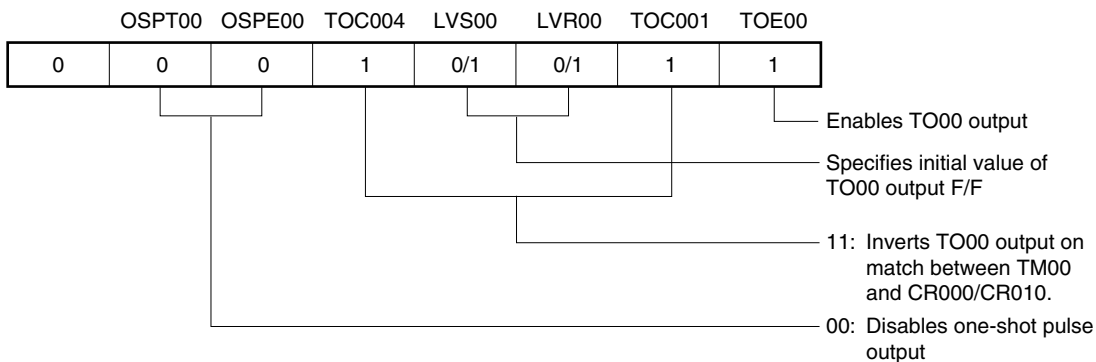 OSPT00 OSPE00 TOC004 LVS00 LVR00 TOC001 TOE00
0 0 0 1 0/1 0/1 1 1
Enables TO00 output
Specifies initial value of
TO00 output F/F
11: Inverts TO00 output on
match between TM00
and CR000/CR010.
00: Disables one-shot pulse
output